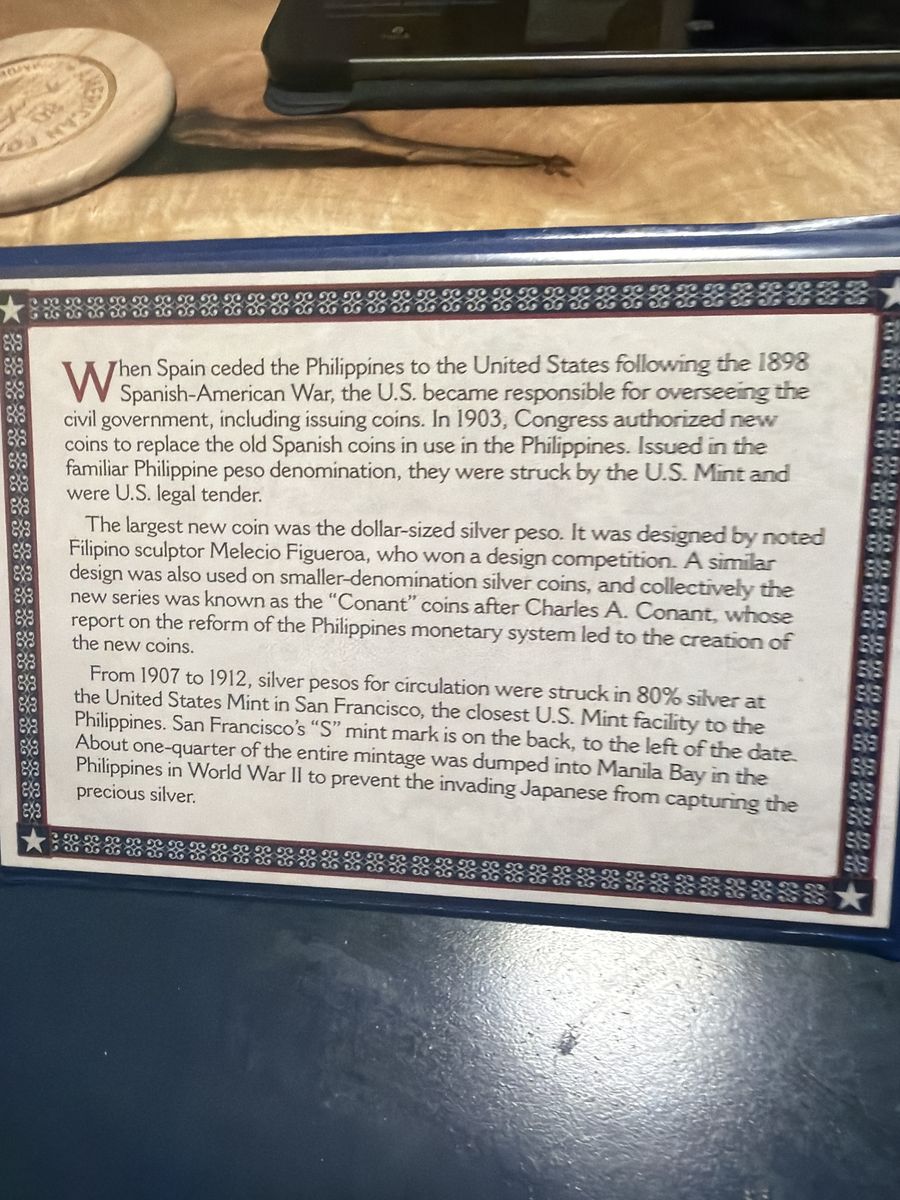 AMERICAN
When Spain ceded the Philippines to the United States following the 1898
Spanish-American War, the U.S. became responsible for overseeing the
civil government, including issuing coins. In 1903, Congress authorized new
coins to replace the old Spanish coins in use in the Philippines. Issued in the
familiar Philippine peso denomination, they were struck by the U.S. Mint and
were U.S. legal tender.
The largest new coin was the dollar-sized silver peso. It was designed by noted
Filipino sculptor Melecio Figueroa, who won a design competition. A similar
design was also used on smaller-denomination silver coins, and collectively the
new series was known as the “Conant” coins after Charles A. Conant, whose
report on the reform of the Philippines monetary system led to the creation of
the new coins.
From 1907 to 1912, silver pesos for circulation were struck in 80% silver at
the United States Mint in San Francisco, the closest U.S. Mint facility to the
Philippines. San Francisco’s “S” mint mark is on the back, to the left of the date.
About one-quarter of the entire mintage was dumped into Manila Bay in the
Philippines in World War II to prevent the invading Japanese from capturing the
precious silver.